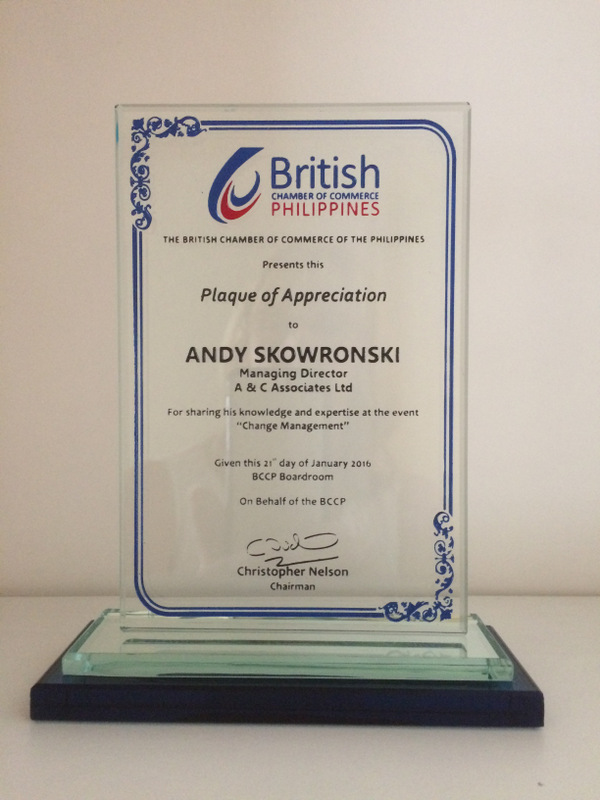 British
CHAMBER OF COMMERCE
PHILIPPINES
THE BRITISH CHAMBER OF COMMERCE OF THE PHILIPPINES
Presents this
Plaque of Appreciation
to
ANDY SKOWRONSKI
Managing Director
A & C Associates Ltd
For sharing his knowledge and expertise at the event
"Change Management"
Given this 21st day of January 2016
BCCP Boardroom
On Behalf of the BCCP
Christopher Nelson
Chairman